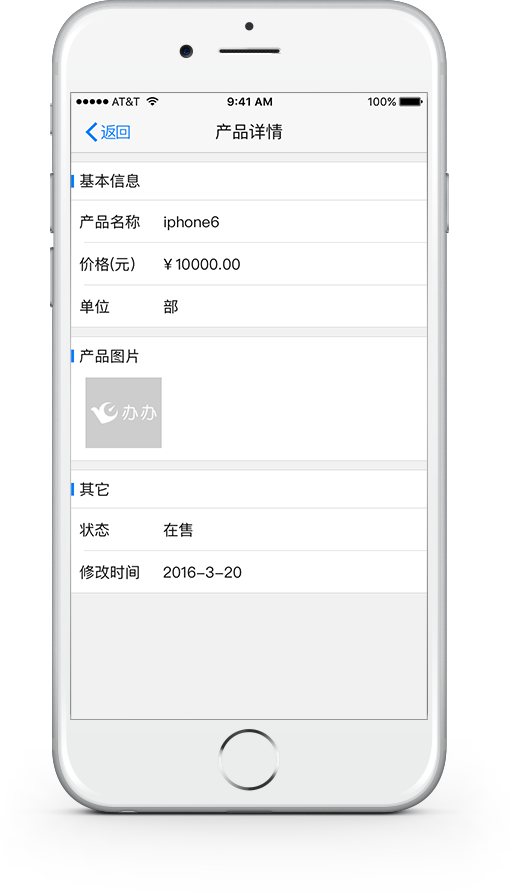 AT&T 9:41 AM 100%
返回 产品详情
基本信息
产品名称 iphone6
价格(元) ¥10000.00
单位 部
产品图片
办办
其它
状态 在售
修改时间 2016-3-20